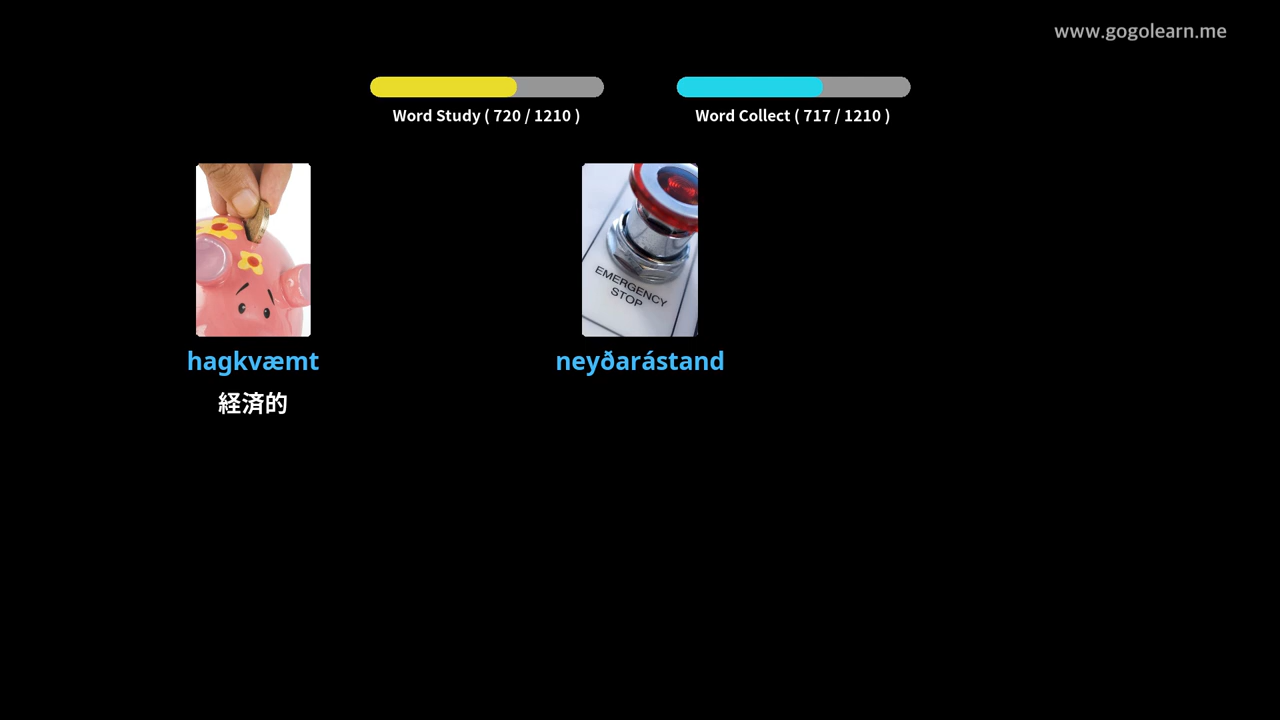 www.gogolearn.me
Word Study ( 720 / 1210 )
Word Collect ( 717 / 1210 )
EMERGENCY
STOP
hagkvæmt
neyðarástand
経済的